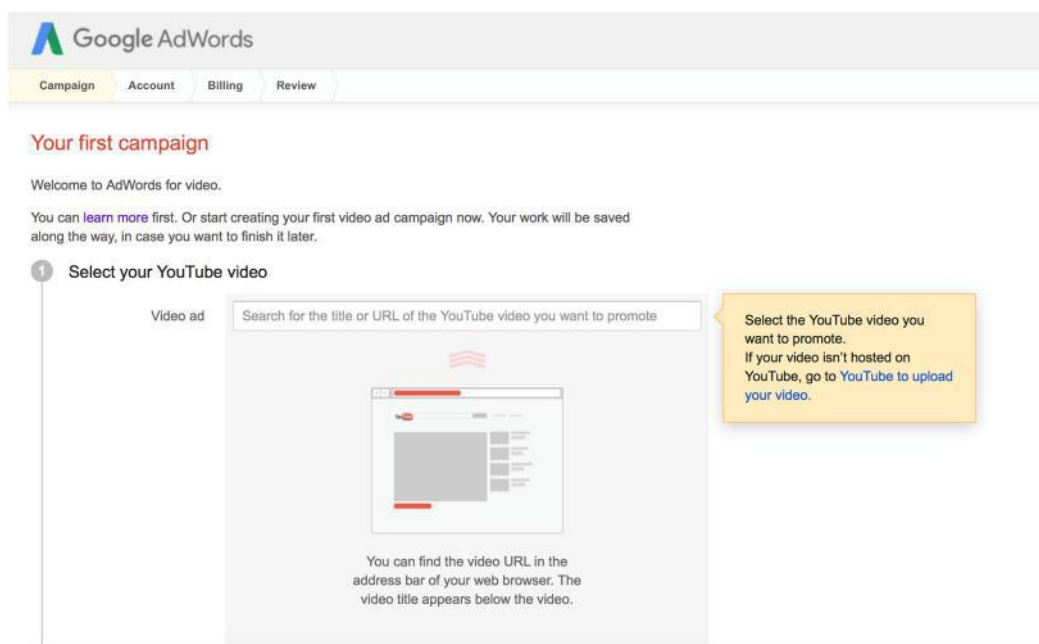 Google AdWords
Campaign
Account
Billing
Review
Your first campaign
Welcome to AdWords for video.
You can learn more first. Or start creating your first video ad campaign now. Your work will be saved
along the way, in case you want to finish it later.
1 Select your YouTube video
Video ad
Search for the title or URL of the YouTube video you want to promote
Select the YouTube video you
want to promote.
If your video isn't hosted on
YouTube, go to YouTube to upload
your video.
YouTube
You can find the video URL in the
address bar of your web browser. The
video title appears below the video.